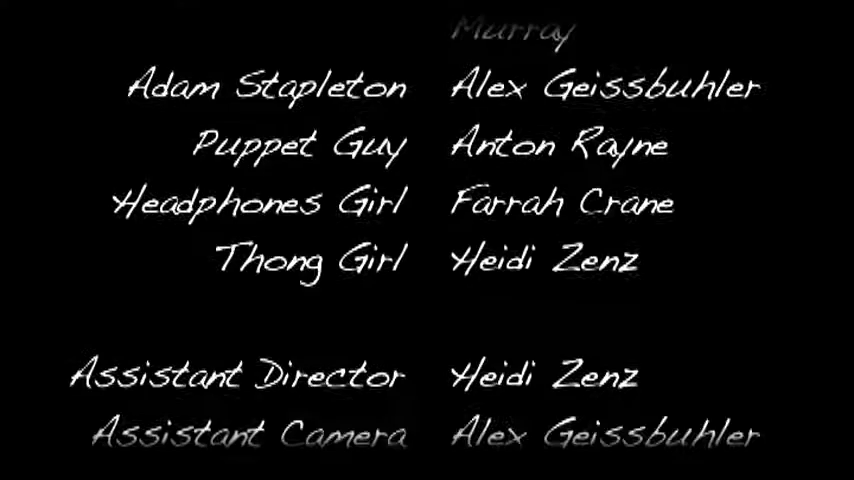 Murray
Adam Stapleton Alex Geissbuhler
Puppet Guy Anton Rayne
Headphones Girl Farrah Crane
Thong Girl Heidi Zenz
Assistant Director Heidi Zenz
Assistant Camera Alex Geissbuhler